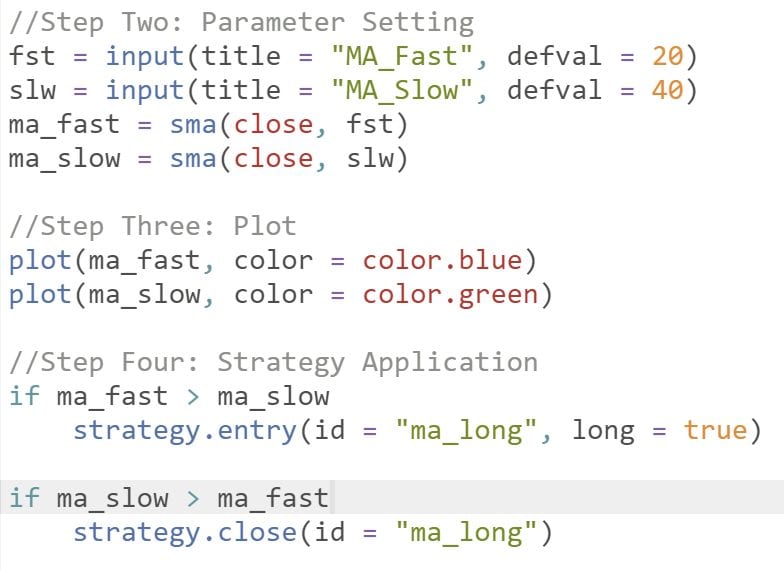 //Step Two: Parameter Setting
fst = input(title = "MA_Fast", defval = 20)
slw = input(title = "MA_Slow", defval = 40)
ma_fast = sma(close, fst)
ma_slow = sma(close, slw)
//Step Three: Plot
plot(ma_fast, color = color.blue)
plot(ma_slow, color = color.green)
//Step Four: Strategy Application
if ma_fast > ma_slow
    strategy.entry(id = "ma_long", long = true)
if ma_slow > ma_fast
    strategy.close(id = "ma_long")